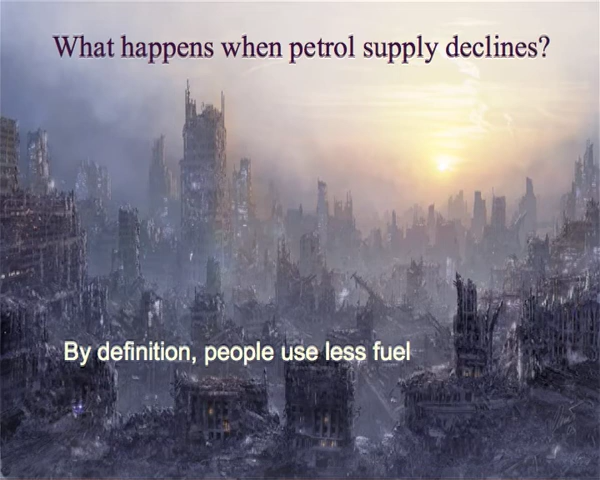 What happens when petrol supply declines?
By definition, people use less fuel